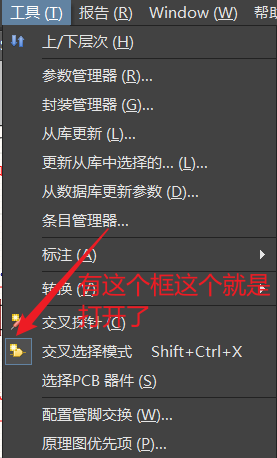 工具 (T) 报告 (R) Window (W) 帮
上/下层次 (H)
参数管理器 (R)...
封装管理器 (G)...
从库更新 (L)...
更新从库中选择的... (L)...
从数据库更新参数 (D)...
条目管理器...
标注 (A)
有这个框这个就是
转换 (V)
打开了
交叉探针 (C)
交叉选择模式 Shift+Ctrl+X
选择PCB 器件 (S)
配置管脚交换 (W)...
原理图优先项 (P)...